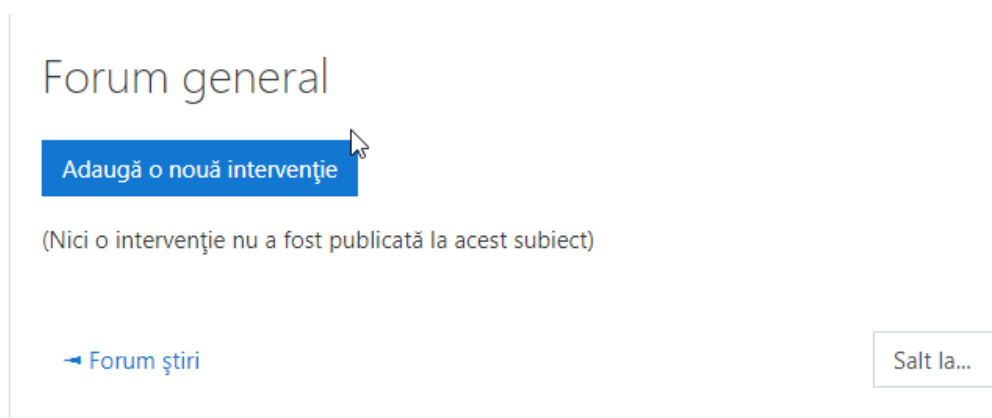 Forum general
Adaugă o nouă intervenţie
(Nici o intervenţie nu a fost publicată la acest subiect)
Forum ştiri
Salt la...